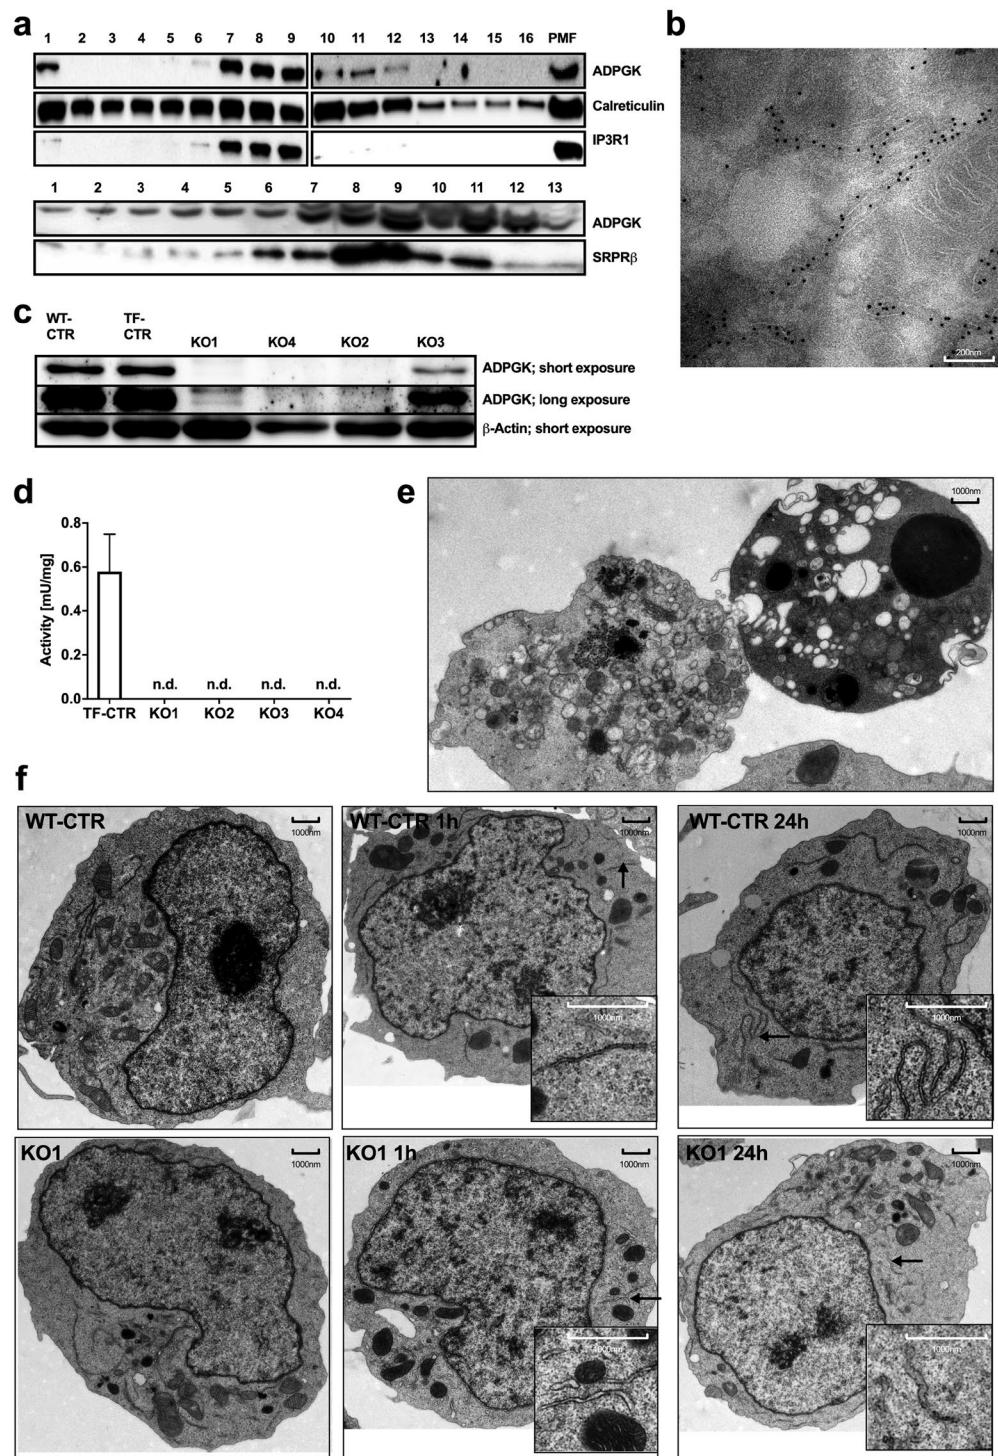 a
1 2 3 4 5 6 7 8 9 10 11 12 13 14 15 16 PMF
ADPGK
Calreticulin
IP3R1
1 2 3 4 5 6 7 8 9 10 11 12 13
ADPGK
SRPRβ
b
200nm
c
WT-CTR
TF-CTR
KO1 KO4 KO2 KO3
ADPGK; short exposure
ADPGK; long exposure
β-Actin; short exposure
d
Activity [mU/mg]
0.8
0.6
0.4
0.2
0.0
n.d. n.d. n.d. n.d.
TF-CTR KO1 KO2 KO3 KO4
e
1000nm
f
WT-CTR
1000nm
WT-CTR 1h
1000nm
1000nm
WT-CTR 24h
1000nm
1000nm
KO1
1000nm
KO1 1h
1000nm
1000nm
KO1 24h
1000nm
1000nm